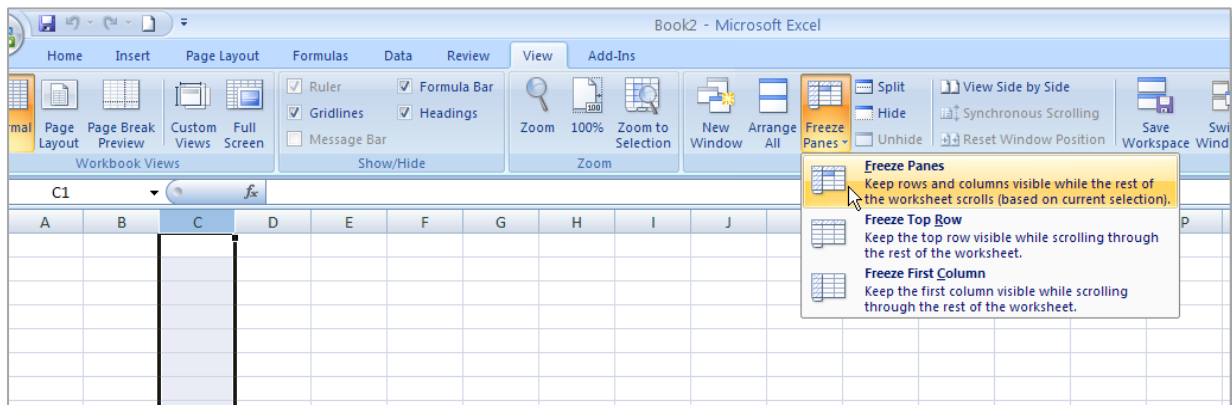 Book2 - Microsoft Excel
Home Insert Page Layout Formulas Data Review View Add-Ins
Ruler Formula Bar Split View Side by Side
Gridlines Headings Hide Synchronous Scrolling
Page Page Break Custom Full Message Bar Zoom 100% Zoom to New Arrange Freeze Unhide Reset Window Position Save
Layout Preview Views Screen Selection Window All Panes Workspace
Workbook Views Show/Hide Zoom
C1 fx
Freeze Panes
Keep rows and columns visible while the rest of
the worksheet scrolls (based on current selection).
A B C D E F G H I J P
Freeze Top Row
Keep the top row visible while scrolling through
the rest of the worksheet.
Freeze First Column
Keep the first column visible while scrolling
through the rest of the worksheet.